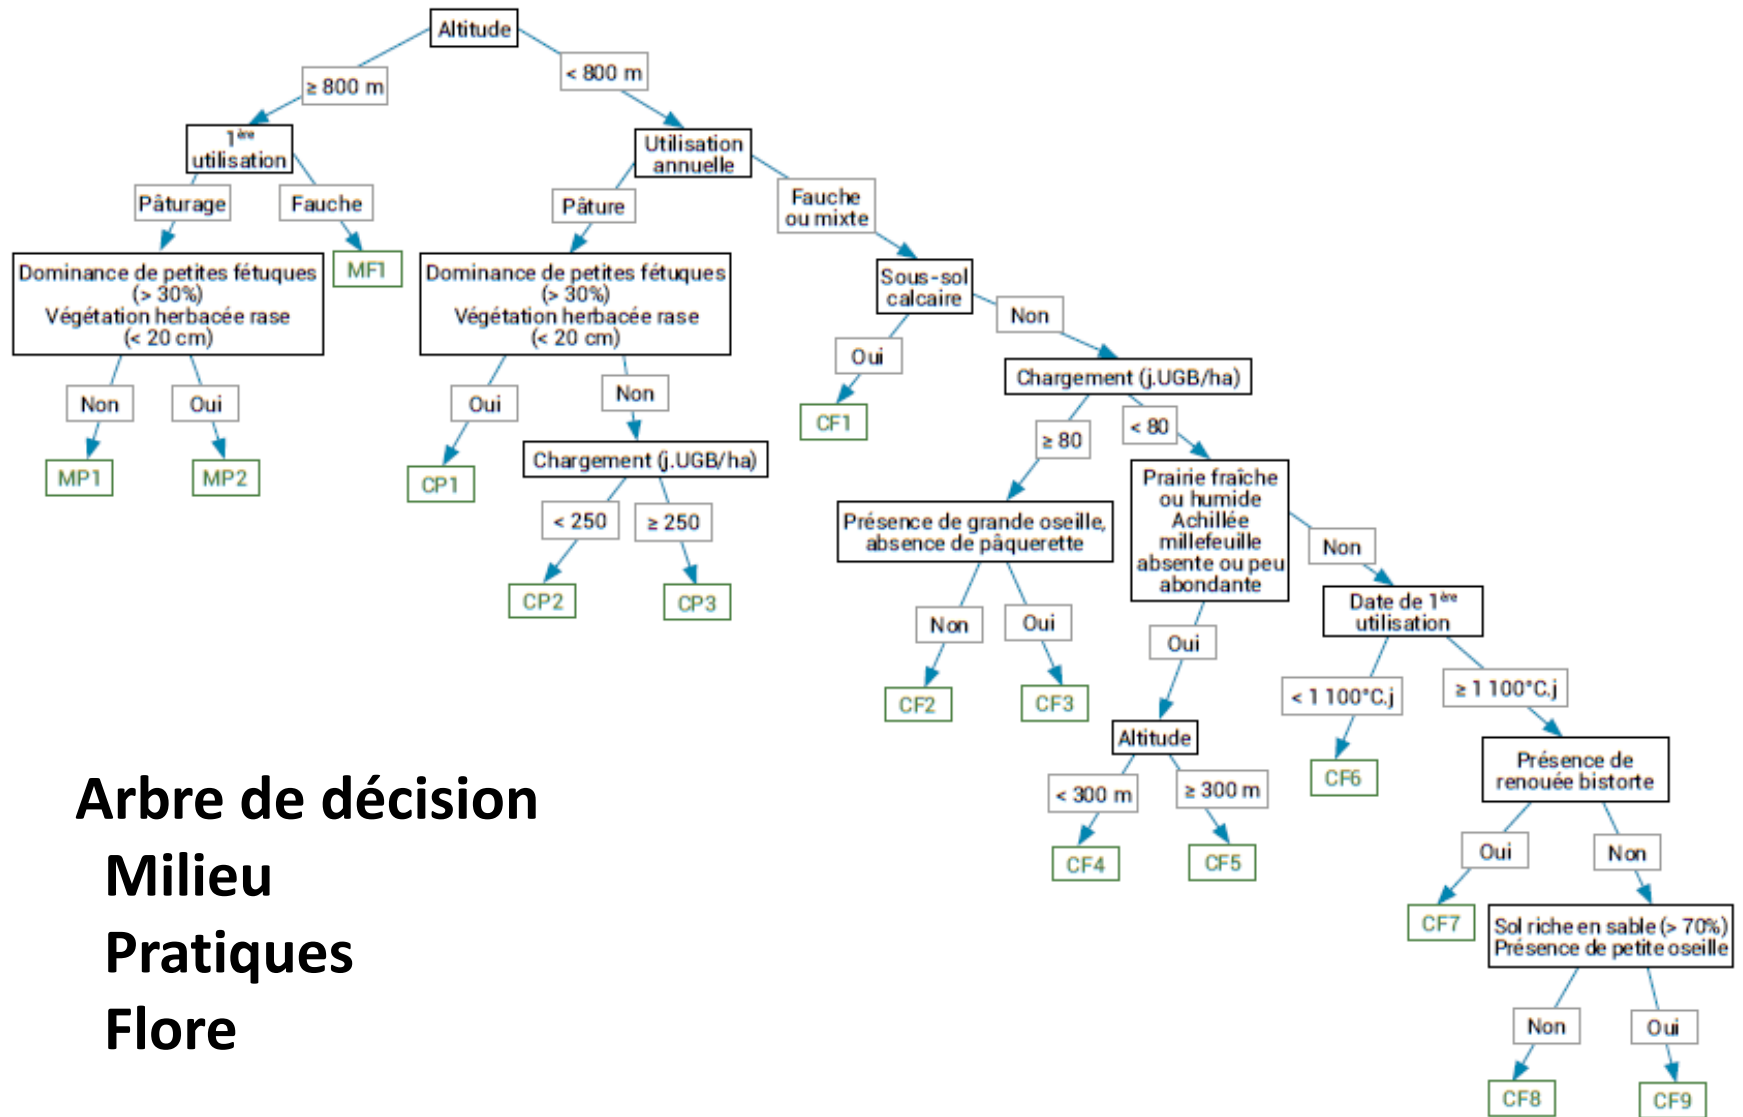 Altitude
≥ 800 m
< 800 m
1ère
utilisation
Utilisation
annuelle
Pâturage
Fauche
Pâture
Fauche
ou mixte
Dominance de petites fétuques
(> 30%)
Végétation herbacée rase
(< 20 cm)
MF1
Dominance de petites fétuques
(> 30%)
Végétation herbacée rase
(< 20 cm)
Sous-sol
calcaire
Non
Oui
Non
Oui
Oui
Non
Chargement (j.UGB/ha)
MP1
MP2
CP1
Chargement (j.UGB/ha)
CF1
≥ 80
< 80
< 250
≥ 250
Présence de grande oseille,
absence de pâquerette
Prairie fraîche
ou humide
Achillée
millefeuille
absente ou peu
abondante
Non
CP2
CP3
Non
Oui
Oui
Date de 1ère
utilisation
CF2
CF3
< 1 100°C.j
≥ 1 100°C.j
Altitude
CF6
Présence de
renouée bistorte
< 300 m
≥ 300 m
CF4
CF5
Oui
Non
CF7
Sol riche en sable (> 70%)
Présence de petite oseille
Non
Oui
CF8
CF9
Arbre de décision
Milieu
Pratiques
Flore